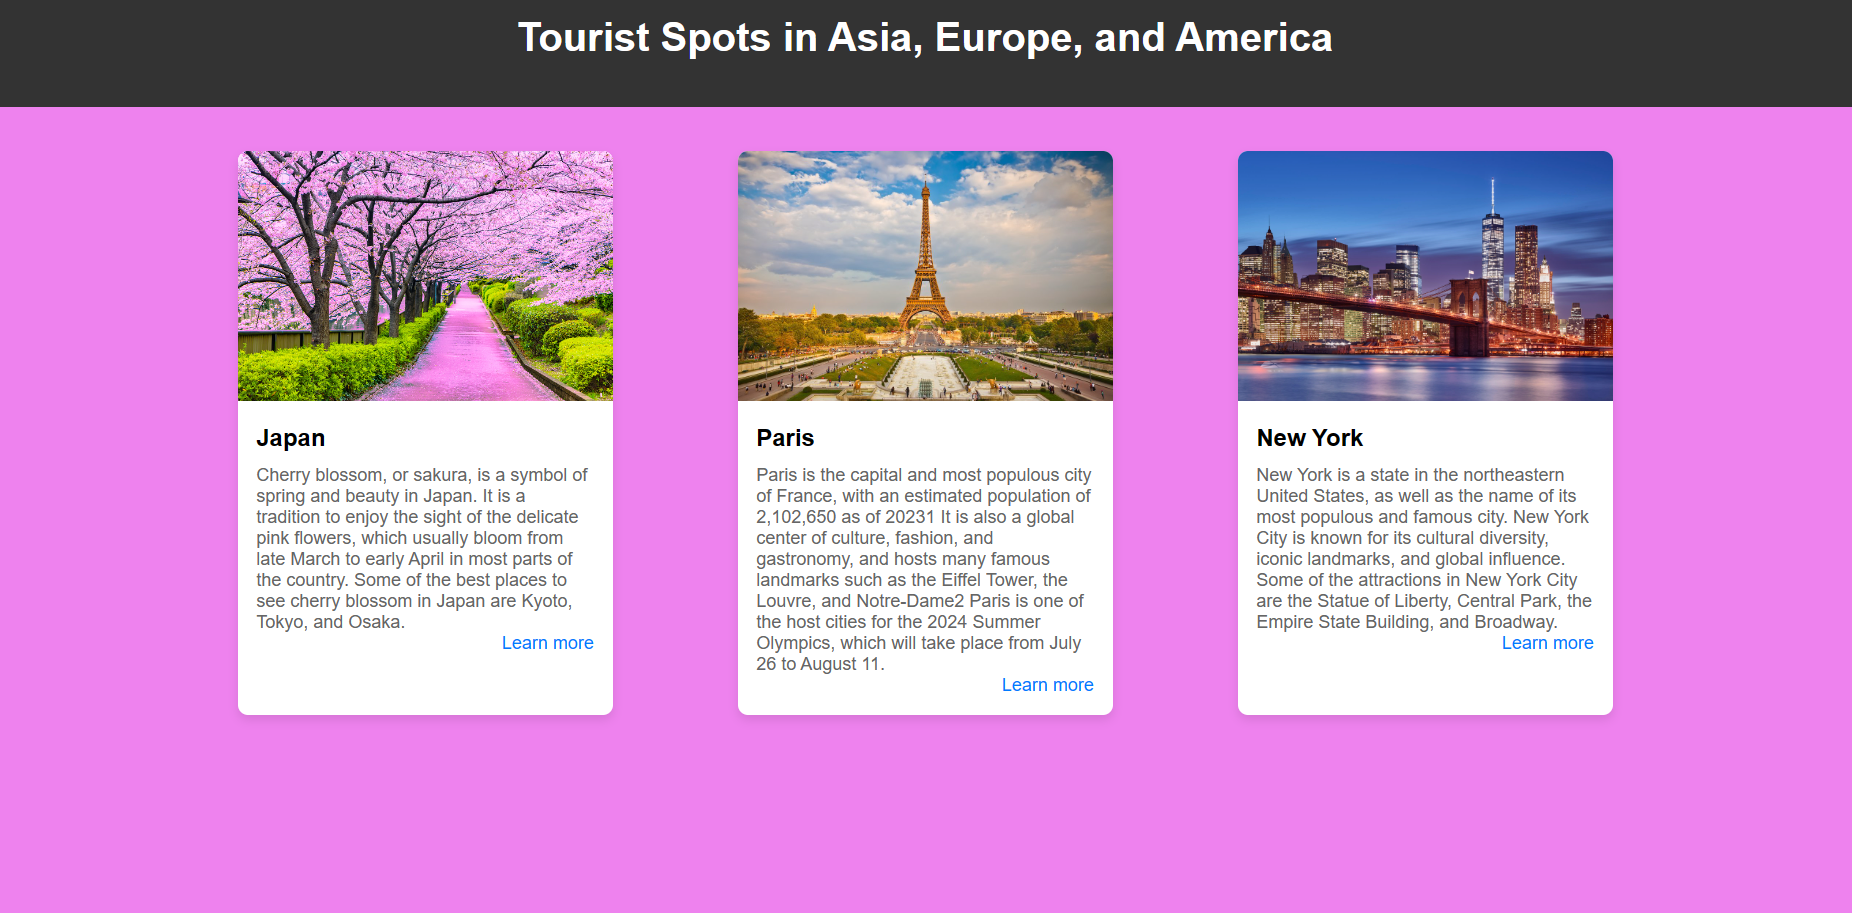 Tourist Spots in Asia, Europe, and America
Japan
Cherry blossom, or sakura, is a symbol of
spring and beauty in Japan. It is a
tradition to enjoy the sight of the delicate
pink flowers, which usually bloom from
late March to early April in most parts of
the country. Some of the best places to
see cherry blossom in Japan are Kyoto,
Tokyo, and Osaka.
Learn more
Paris
Paris is the capital and most populous city
of France, with an estimated population of
2,102,650 as of 20231 It is also a global
center of culture, fashion, and
gastronomy, and hosts many famous
landmarks such as the Eiffel Tower, the
Louvre, and Notre-Dame2 Paris is one of
the host cities for the 2024 Summer
Olympics, which will take place from July
26 to August 11.
Learn more
New York
New York is a state in the northeastern
United States, as well as the name of its
most populous and famous city. New York
City is known for its cultural diversity,
iconic landmarks, and global influence.
Some of the attractions in New York City
are the Statue of Liberty, Central Park, the
Empire State Building, and Broadway.
Learn more